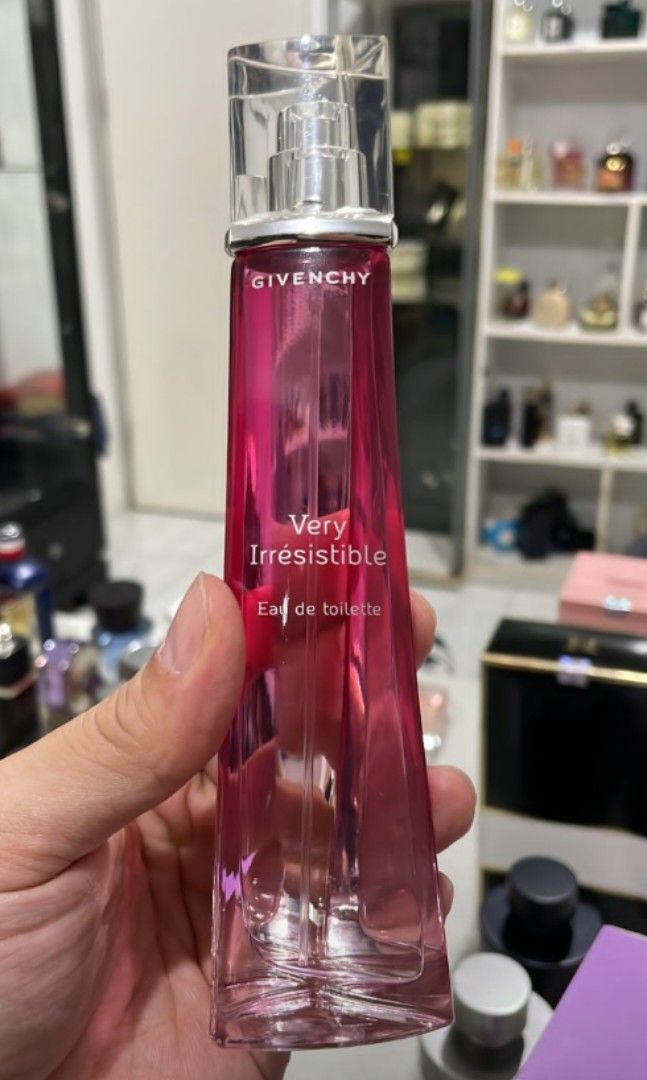 GIVENCHY
Very
Irrésistible
Eau de toilette